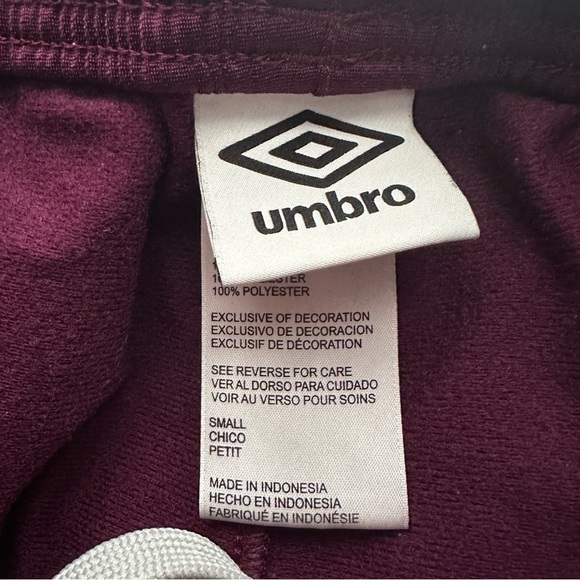 umbro
100% POLYESTER
EXCLUSIVE OF DECORATION
EXCLUSIVO DE DECORACION
EXCLUSIF DE DÉCORATION
SEE REVERSE FOR CARE
VER AL DORSO PARA CUIDADO
VOIR AU VERSO POUR SOINS
SMALL
CHICO
PETIT
MADE IN INDONESIA
HECHO EN INDONESIA
FABRIQUÉ EN INDONÉSIE